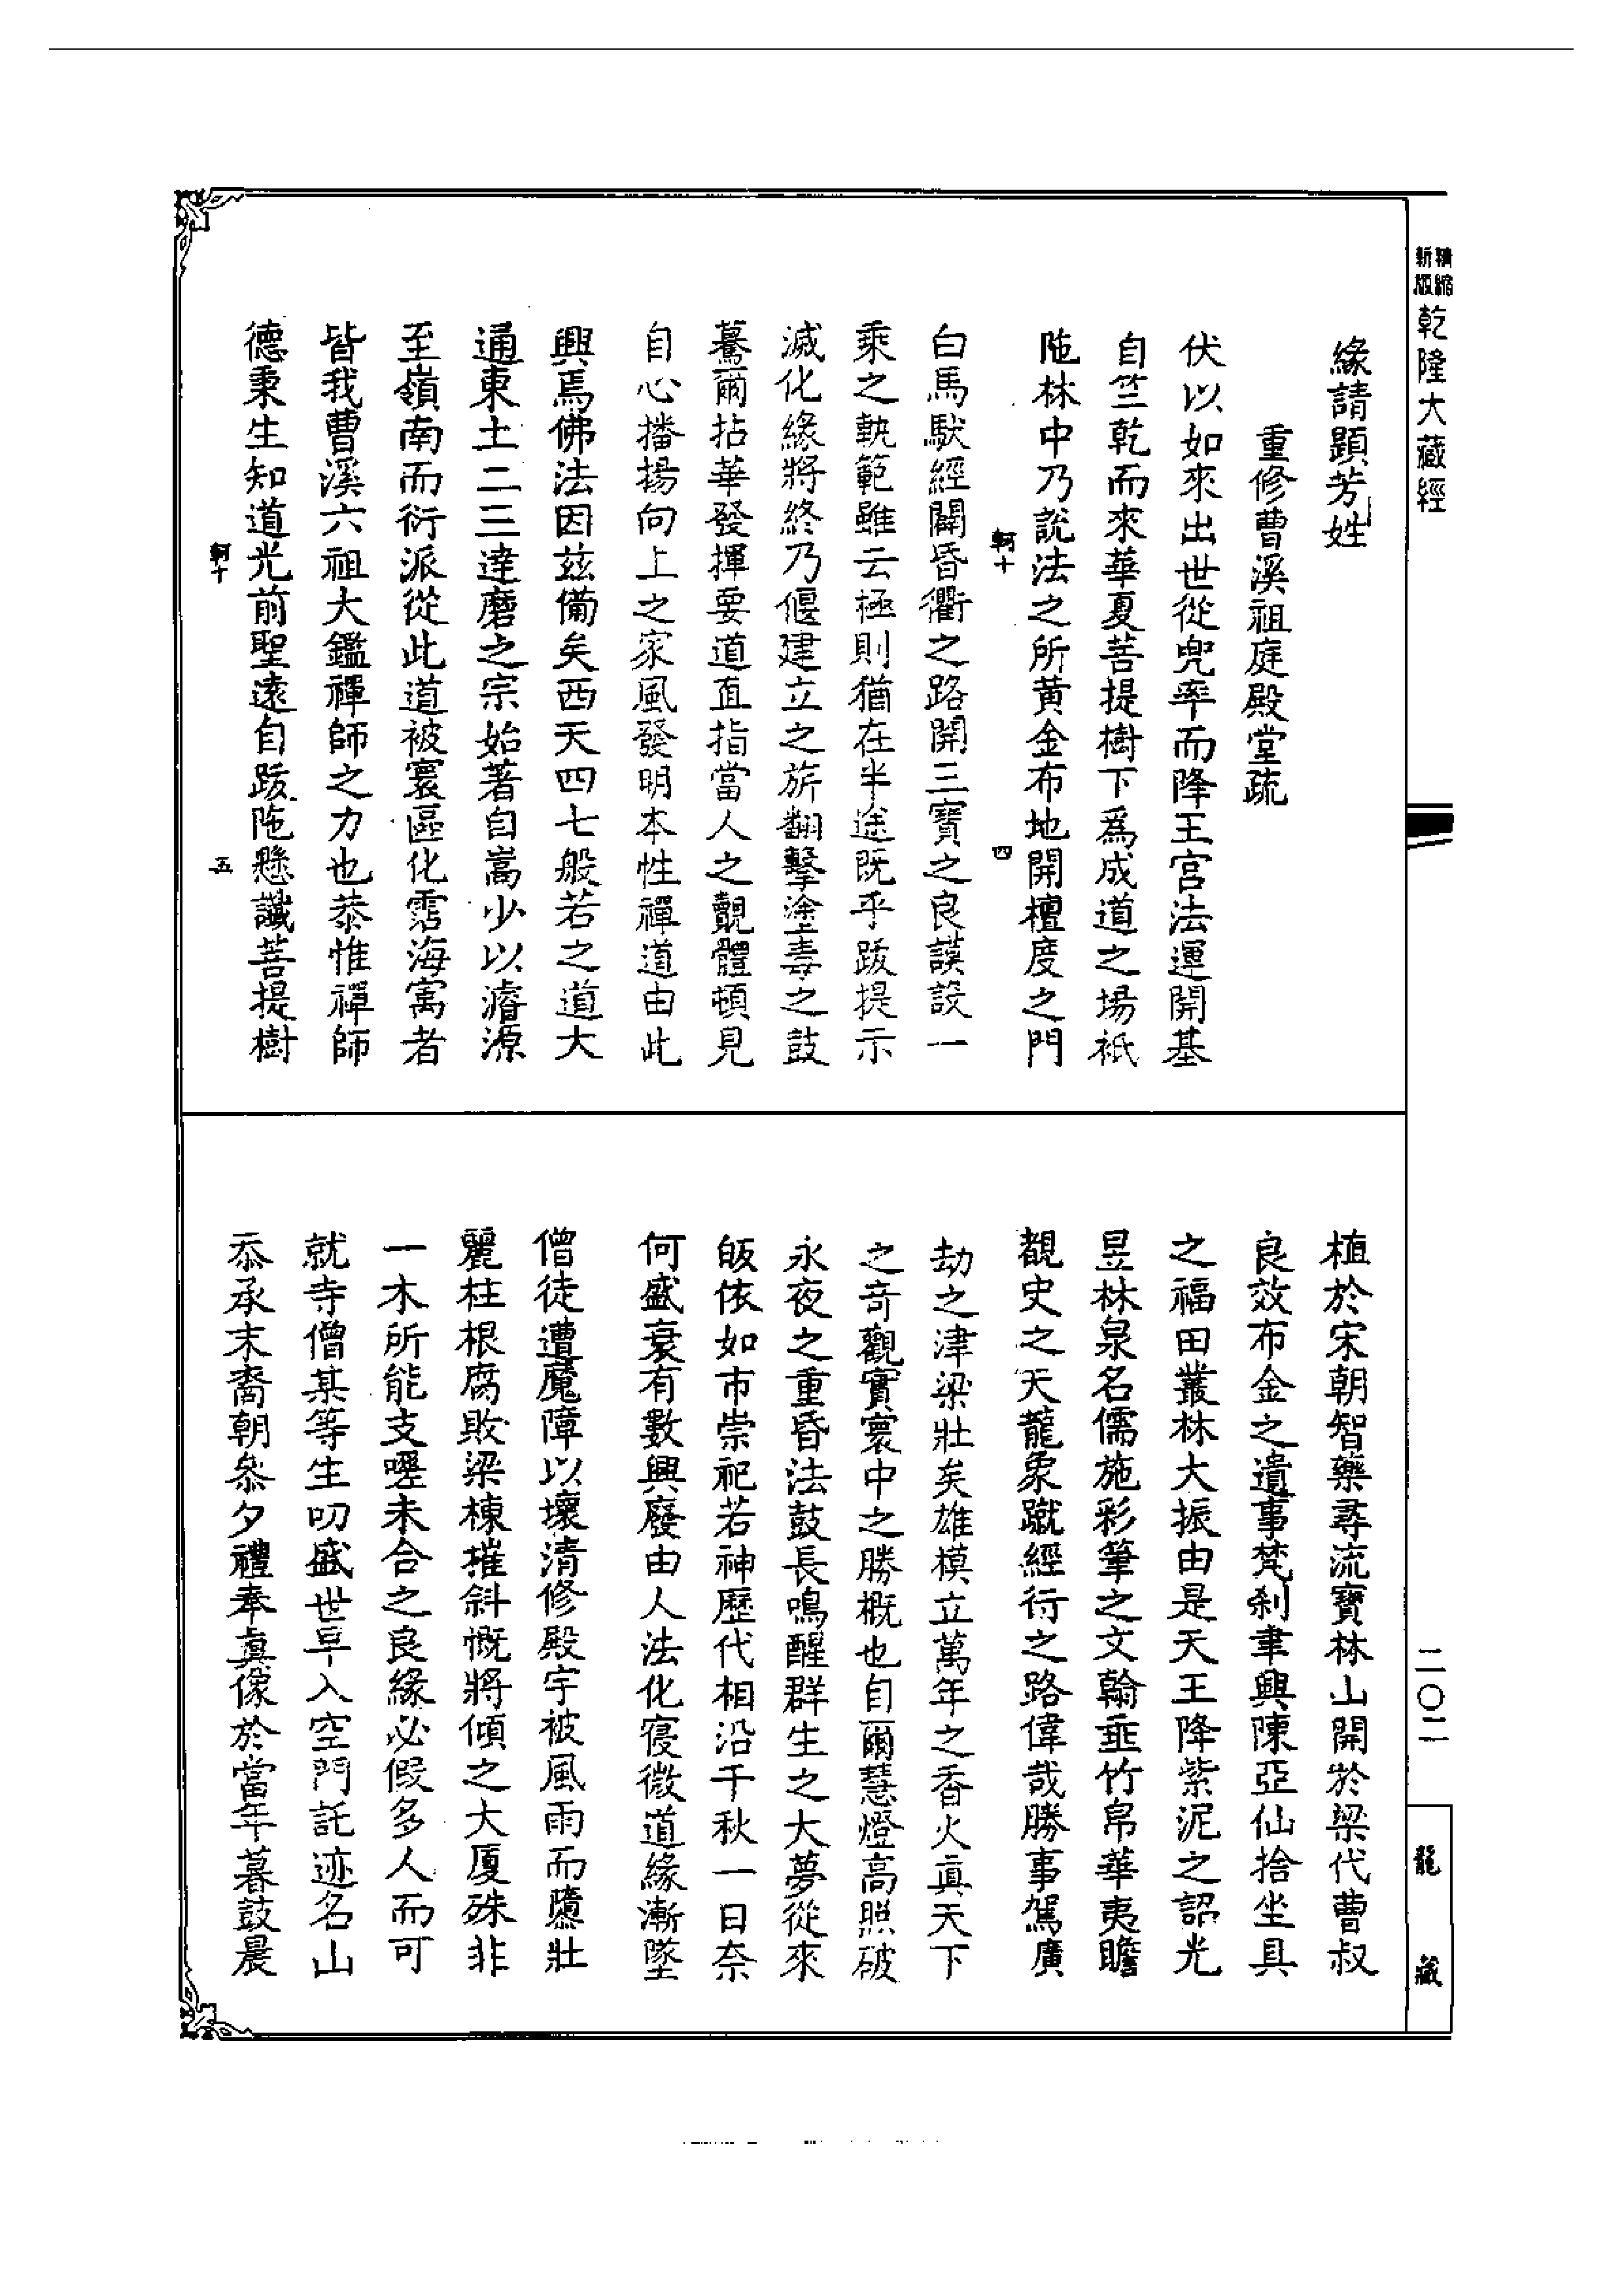 精縮新版乾隆大藏經
緣請題芳姓
重修曹溪祖庭殿堂疏
伏以如來出世從兜率而降王宮法運開基
自竺乾而來華夏菩提樹下爲成道之場祇
陁林中乃說法之所黃金布地開檀度之門
軻十
四
白馬馱經闢昏衢之路開三寶之良謨設一
乘之軌範雖云極則猶在半途既乎跋提示
滅化緣將終乃偃建立之旂翻擊塗毒之鼓
驀爾拈華發揮要道直指當人之覿體頓見
自心播揚向上之家風發明本性禪道由此
興焉佛法因茲備矣西天四七般若之道大
通東土二三達磨之宗始著自嵩少以濬源
至嶺南而衍派從此道被寰區化霑海㝢者
皆我曹溪六祖大鑑禪師之力也恭惟禪師
德秉生知道光前聖遠自跋陁懸讖菩提樹
軻十
五
植於宋朝智藥尋流寶林山開於梁代曹叔
良效布金之遺事梵刹聿興陳亞仙捨坐具
之福田叢林大振由是天王降紫泥之詔光
昱林泉名儒施彩筆之文翰垂竹帛華夷瞻
覩史之天龍象蹴經行之路偉哉勝事駕廣
劫之津梁壯矣雄模立萬年之香火眞天下
之奇觀實寰中之勝概也自爾慧燈高照破
永夜之重昏法鼓長鳴醒群生之大夢從來
皈依如市崇祀若神歷代相沿千秋一日奈
何盛衰有數興廢由人法化寖微道緣漸墜
僧徒遭魔障以壞清修殿宇被風雨而隳壯
麗柱根腐敗梁棟摧斜慨將傾之大廈殊非
一木所能支嘅未合之良緣必假多人而可
就寺僧某等生叨盛世早入空門託迹名山
忝承末裔朝參夕禮奉眞像於當年暮鼓晨
二〇二
龍藏